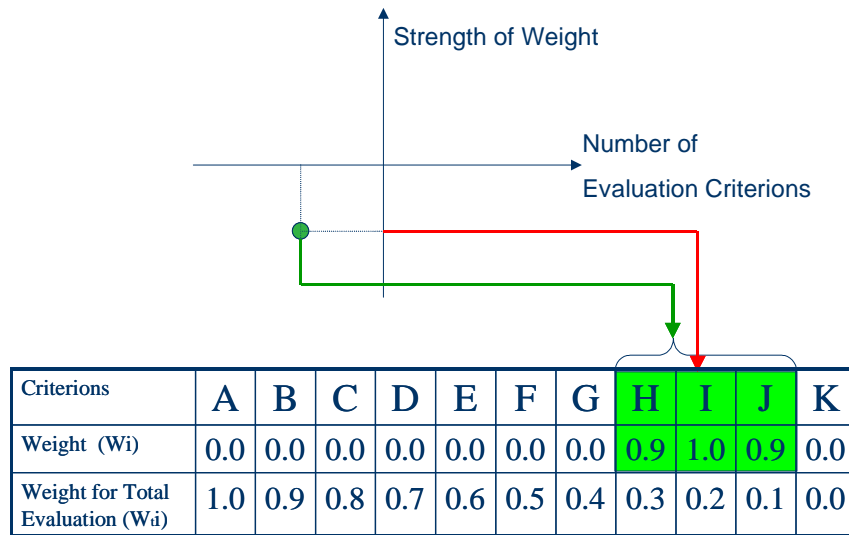 Strength of Weight
Number of
Evaluation Criterions
Criterions A B C D E F G H I J K
Weight (Wi) 0.0 0.0 0.0 0.0 0.0 0.0 0.0 0.9 1.0 0.9 0.0
Weight for Total
Evaluation (Wti) 1.0 0.9 0.8 0.7 0.6 0.5 0.4 0.3 0.2 0.1 0.0